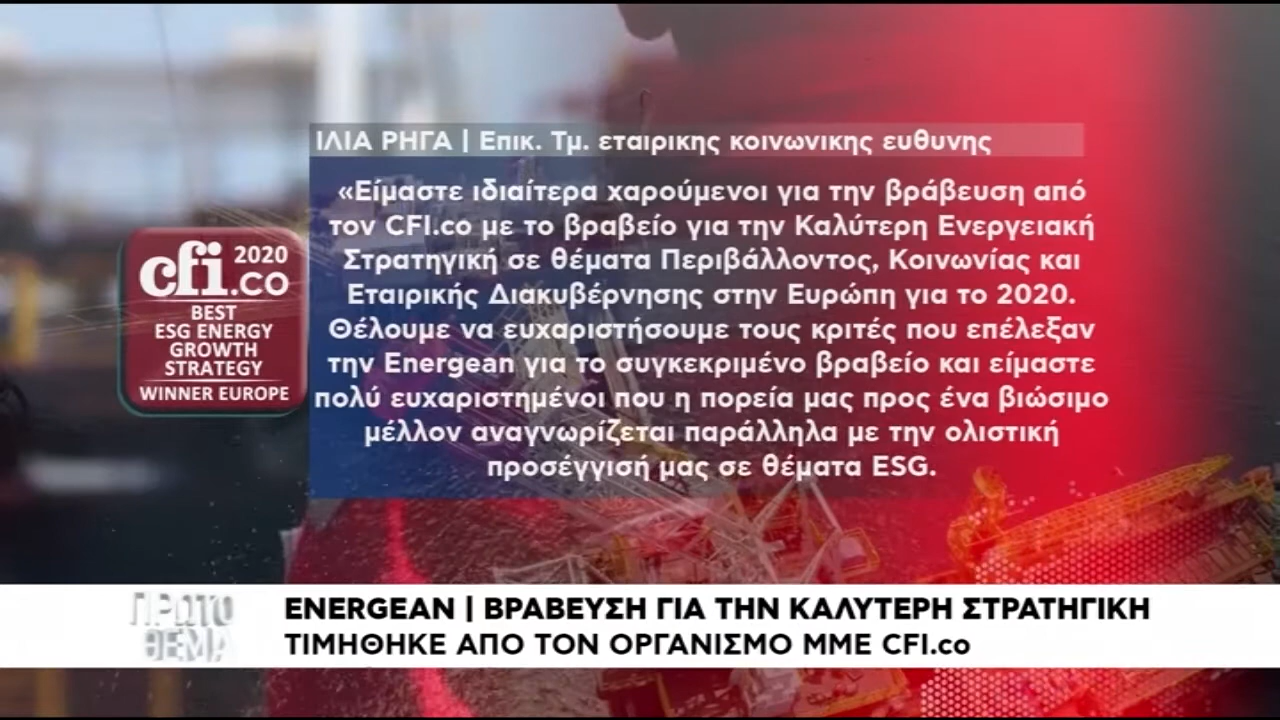 ΙΛΙΑ ΡΗΓΑ | Επικ. Τμ. εταιρικης κοινωνικης ευθυνης
«Είμαστε ιδιαίτερα χαρούμενοι για την βράβευση από
τον CFI.co με το βραβείο για την Καλύτερη Ενεργειακή
Στρατηγική σε θέματα Περιβάλλοντος, Κοινωνίας και
Εταιρικής Διακυβέρνησης στην Ευρώπη για το 2020.
Θέλουμε να ευχαριστήσουμε τους κριτές που επέλεξαν
την Energean για το συγκεκριμένο βραβείο και είμαστε
πολύ ευχαριστημένοι που η πορεία μας προς ένα βιώσιμο
μέλλον αναγνωρίζεται παράλληλα με την ολιστική
προσέγγισή μας σε θέματα ESG.
cfi.co 2020
BEST
ESG ENERGY
GROWTH
STRATEGY
WINNER EUROPE
ΠΡΩΤΟ
ΘΕΜΑ
ENERGEAN | ΒΡΑΒΕΥΣΗ ΓΙΑ ΤΗΝ ΚΑΛΥΤΕΡΗ ΣΤΡΑΤΗΓΙΚΗ
ΤΙΜΗΘΗΚΕ ΑΠΟ ΤΟΝ ΟΡΓΑΝΙΣΜΟ ΜΜΕ CFI.co